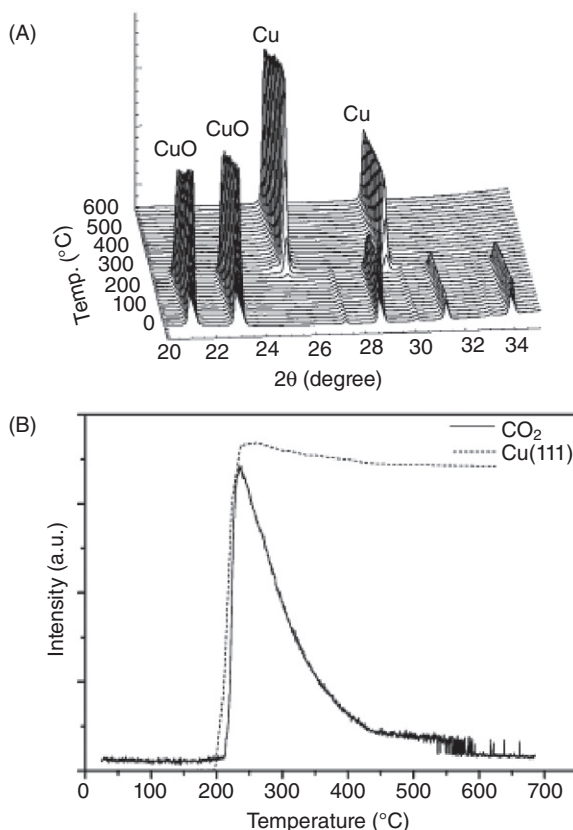 (A)
Cu
Cu
CuO
CuO
600
500
400
300
200
100
0
Temp. (°C)
20 22 24 26 28 30 32 34
2θ (degree)
(B)
CO₂
Cu(111)
Intensity (a.u.)
0 100 200 300 400 500 600 700
Temperature (°C)